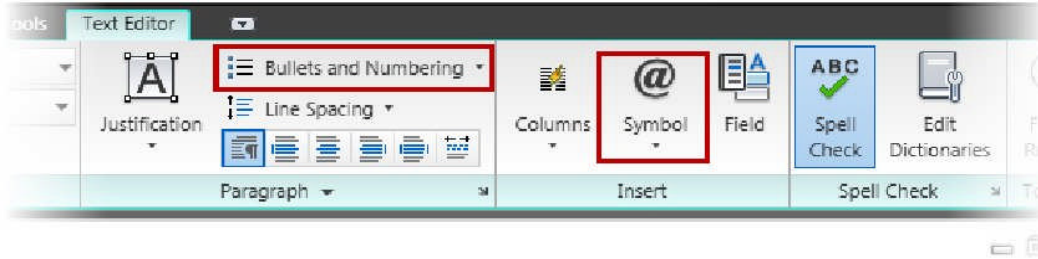 ools Text Editor
A Bullets and Numbering
Line Spacing
Justification
Columns
@
Symbol
A
Field
ABC
Spell
Check
Edit
Dictionaries
Paragraph Insert Spell Check